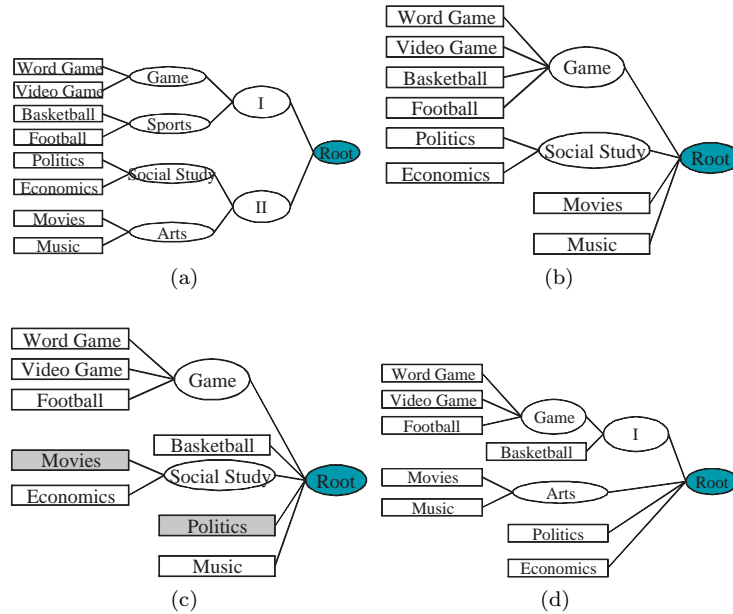 Word Game
Video Game
Basketball
Football
Politics
Economics
Movies
Music
Game
Sports
Social Study
Arts
I
II
Root
(a)
Word Game
Video Game
Basketball
Football
Politics
Economics
Game
Social Study
Movies
Music
Root
(b)
Word Game
Video Game
Football
Movies
Economics
Game
Basketball
Social Study
Politics
Music
Root
(c)
Word Game
Video Game
Football
Game
Basketball
I
Movies
Music
Arts
Politics
Economics
Root
(d)